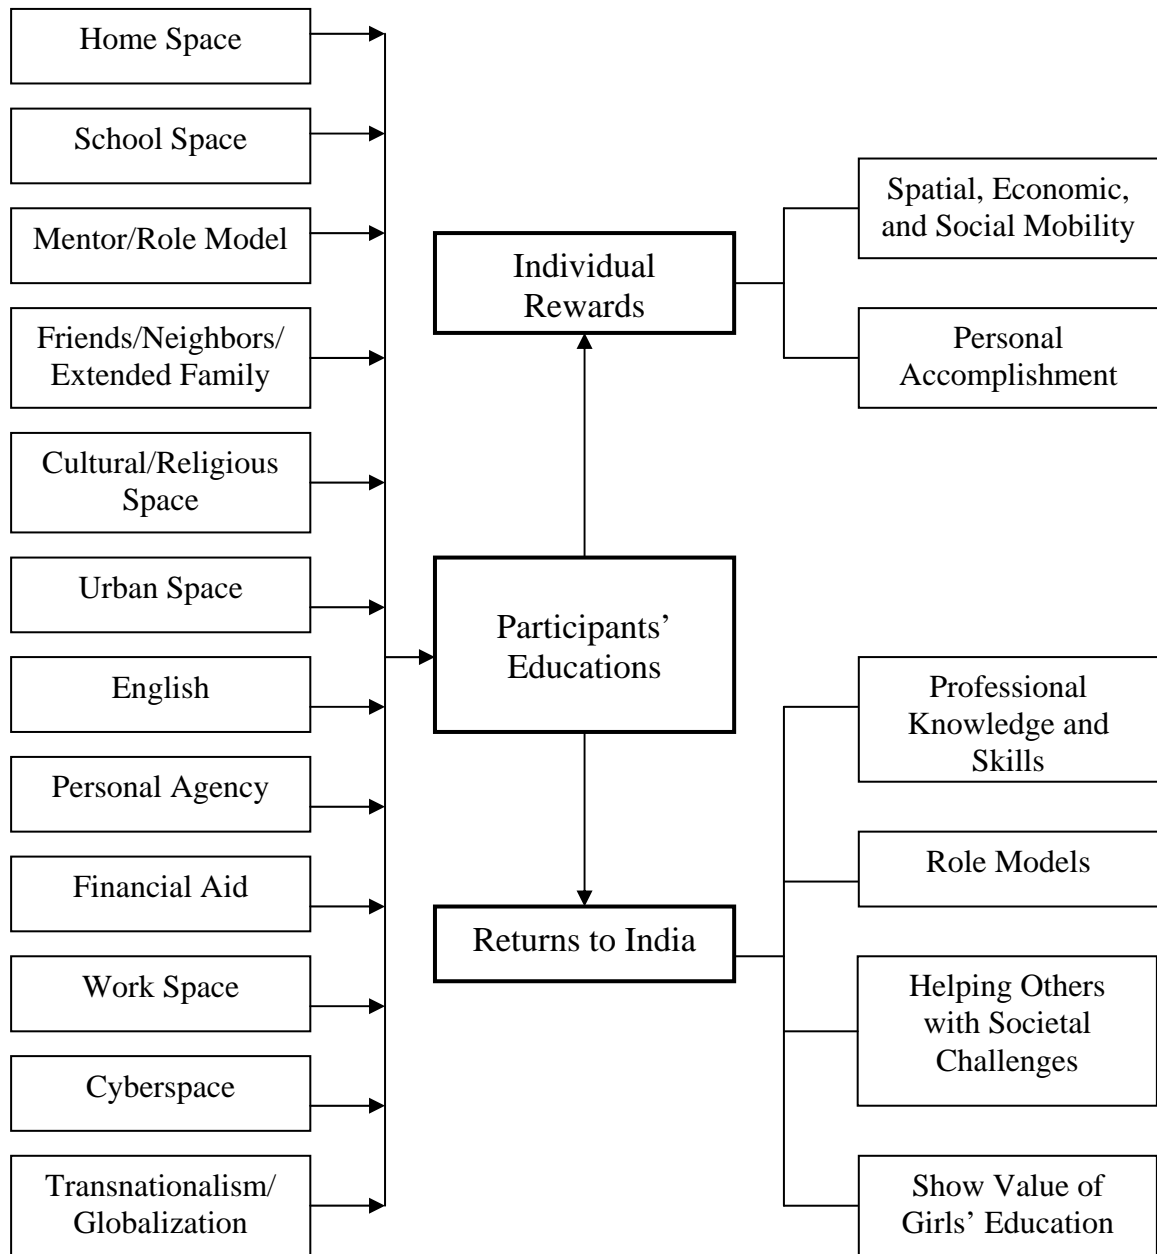 Home Space
School Space
Mentor/Role Model
Friends/Neighbors/
Extended Family
Cultural/Religious
Space
Urban Space
English
Personal Agency
Financial Aid
Work Space
Cyberspace
Transnationalism/
Globalization
Individual
Rewards
Participants’
Educations
Returns to India
Spatial, Economic,
and Social Mobility
Personal
Accomplishment
Professional
Knowledge and
Skills
Role Models
Helping Others
with Societal
Challenges
Show Value of
Girls’ Education